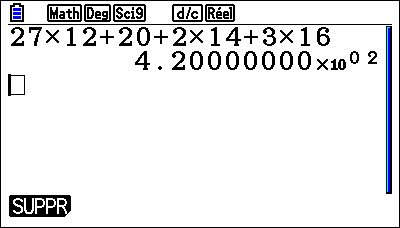 Math Deg Sci9 d/c Réel
27×12+20+2×14+3×16
4.20000000×10⁰²
SUPPR